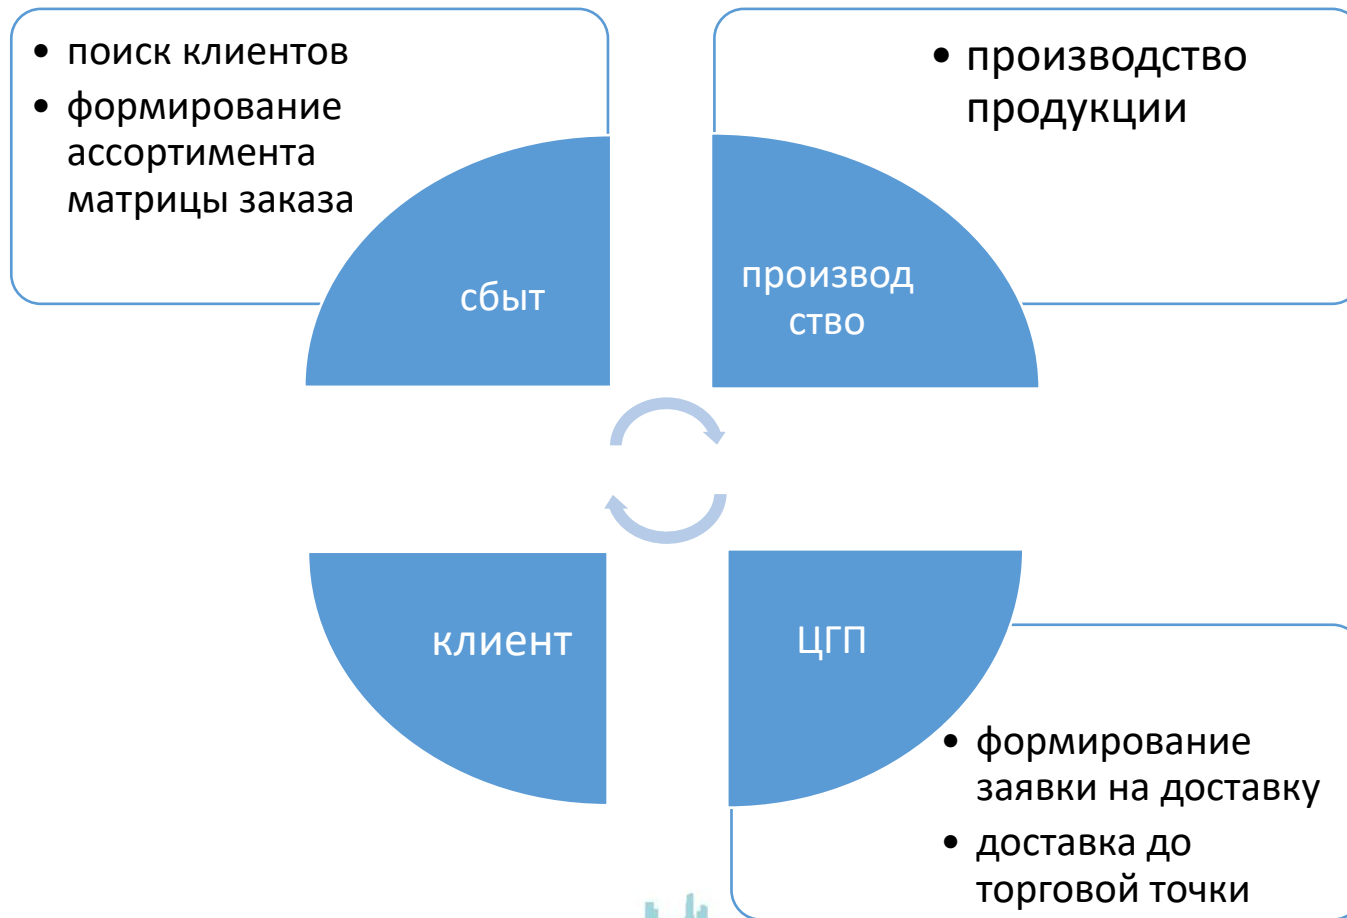 • поиск клиентов
• формирование
ассортимента
матрицы заказа
сбыт
• производство
продукции
производ
ство
клиент
ЦГП
• формирование
заявки на доставку
• доставка до
торговой точки